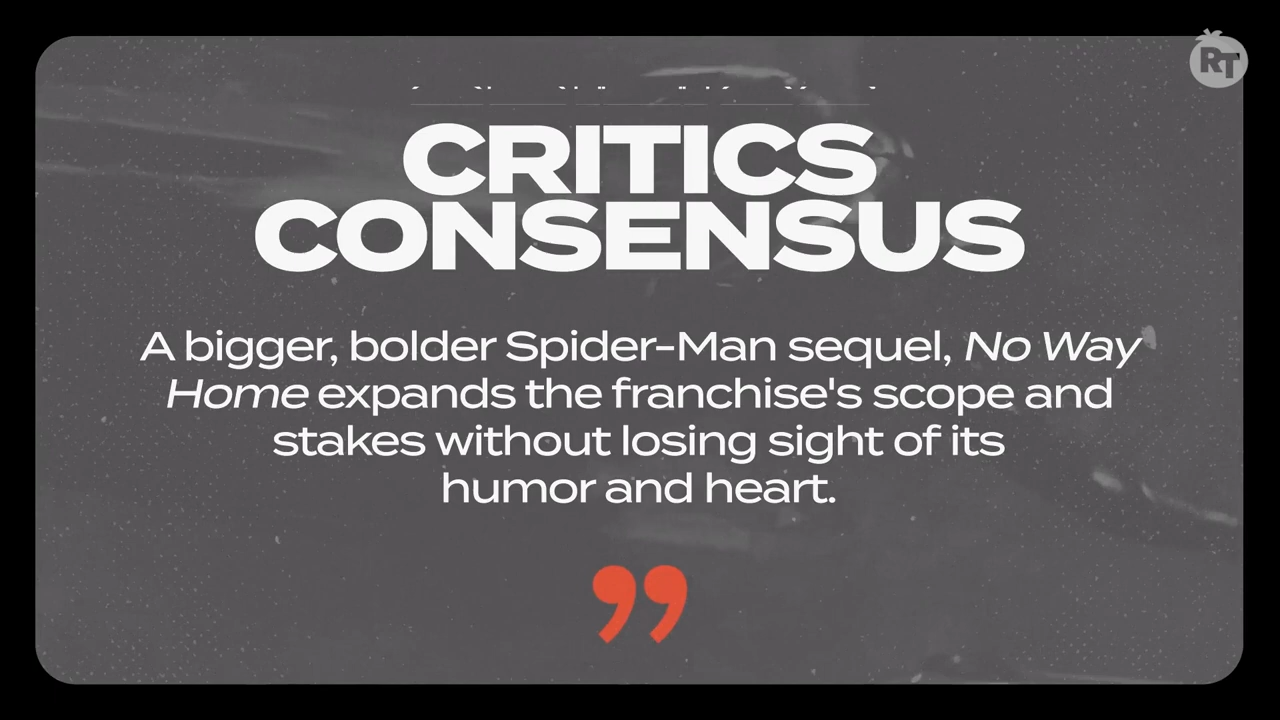 RT
CRITICS
CONSENSUS
A bigger, bolder Spider-Man sequel, No Way
Home expands the franchise's scope and
stakes without losing sight of its
humor and heart.
”